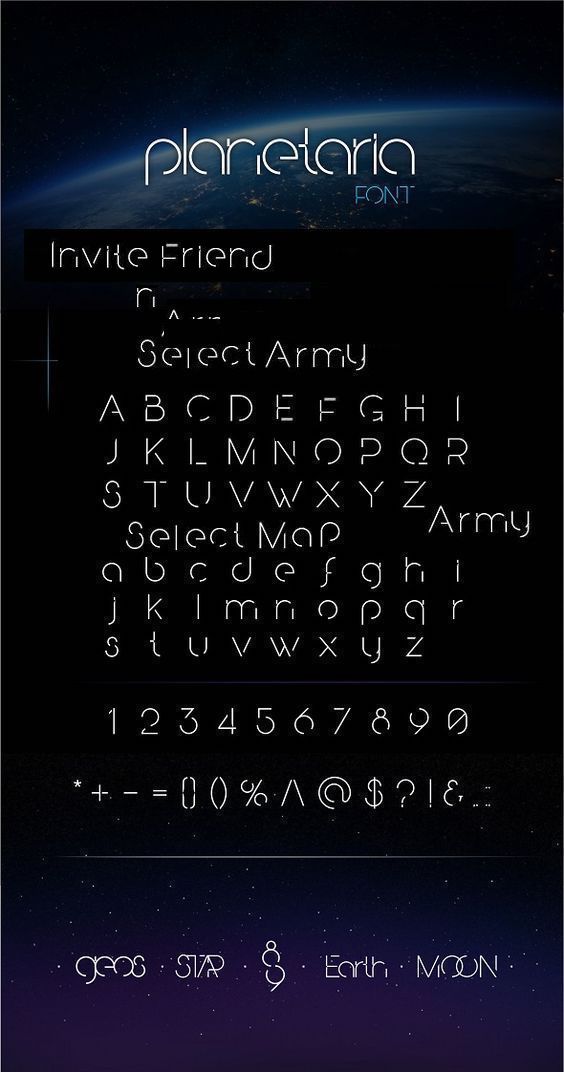 planetaria
FONT
Invite Friend
n
Select Army
A B C D E F G H I
J K L M N O P Q R
S T U V W X Y Z
Army
Select MaP
a b c d e f g h i
j k l m n o p q r
s t u v w x y z
1 2 3 4 5 6 7 8 9 0
* + - = [] () % /\ @ $ ? ! & . : 
geos · STAR · 8 · Earth · MOON